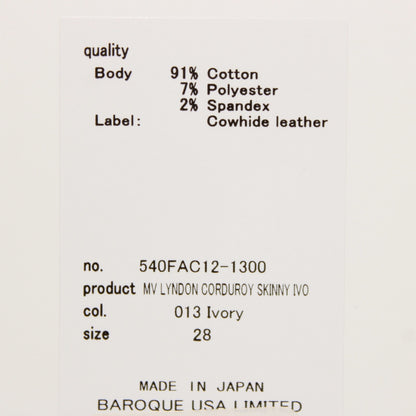 quality
Body 91% Cotton
7% Polyester
2% Spandex
Label: Cowhide leather
no. 540FAC12-1300
product MV LYNDON CORDUROY SKINNY IVO
col. 013 Ivory
size 28
MADE IN JAPAN
BAROQUE USA LIMITED